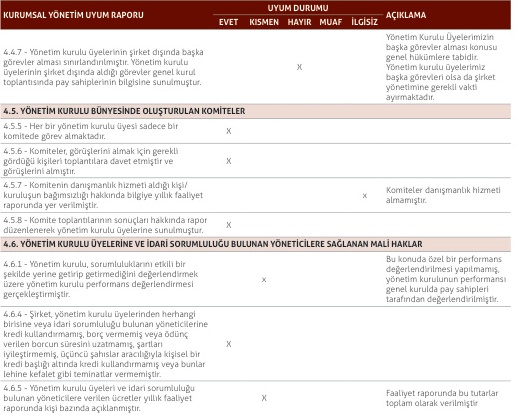 KURUMSAL YÖNETİM UYUM RAPORU
UYUM DURUMU
EVET KISMEN HAYIR MUAF İLGİSİZ
AÇIKLAMA
4.4.7 - Yönetim kurulu üyelerinin şirket dışında başka
görevler alması sınırlandırılmıştır. Yönetim kurulu
üyelerinin şirket dışında aldığı görevler genel kurul
toplantısında pay sahiplerinin bilgisine sunulmuştur.
X
Yönetim Kurulu Üyelerimizin
başka görevler alması konusu
genel hükümlere tabidir.
Yönetim kurulu üyelerimiz
başka görevleri olsa da şirket
yönetimine gerekli vakti
ayırmaktadır.
4.5. YÖNETİM KURULU BÜNYESİNDE OLUŞTURULAN KOMİTELER
4.5.5 - Her bir yönetim kurulu üyesi sadece bir
komitede görev almaktadır.
X
4.5.6 - Komiteler, görüşlerini almak için gerekli
gördüğü kişileri toplantılara davet etmiştir ve
görüşlerini almıştır.
X
4.5.7 - Komitenin danışmanlık hizmeti aldığı kişi/
kuruluşun bağımsızlığı hakkında bilgiye yıllık faaliyet
raporunda yer verilmiştir.
x
Komiteler danışmanlık hizmeti
almamıştır.
4.5.8 - Komite toplantılarının sonuçları hakkında rapor
düzenlenerek yönetim kurulu üyelerine sunulmuştur.
X
4.6. YÖNETİM KURULU ÜYELERİNE VE İDARİ SORUMLULUĞU BULUNAN YÖNETİCİLERE SAĞLANAN MALİ HAKLAR
4.6.1 - Yönetim kurulu, sorumluluklarını etkili bir
şekilde yerine getirip getirmediğini değerlendirmek
üzere yönetim kurulu performans değerlendirmesi
gerçekleştirmiştir.
x
Bu konuda özel bir performans
değerlendirilmesi yapılmamış,
yönetim kurulunun performansı
genel kurulda pay sahipleri
tarafından değerlendirilmiştir.
4.6.4 - Şirket, yönetim kurulu üyelerinden herhangi
birisine veya idari sorumluluğu bulunan yöneticilerine
kredi kullandırmamış, borç vermemiş veya ödünç
verilen borcun süresini uzatmamış, şartları
iyileştirmemiş, üçüncü şahıslar aracılığıyla kişisel bir
kredi başlığı altında kredi kullandırmamış veya bunlar
lehine kefalet gibi teminatlar vermemiştir.
X
4.6.5 - Yönetim kurulu üyeleri ve idari sorumluluğu
bulunan yöneticilere verilen ücretler yıllık faaliyet
raporunda kişi bazında açıklanmıştır.
X
Faaliyet raporunda bu tutarlar
toplam olarak verilmiştir